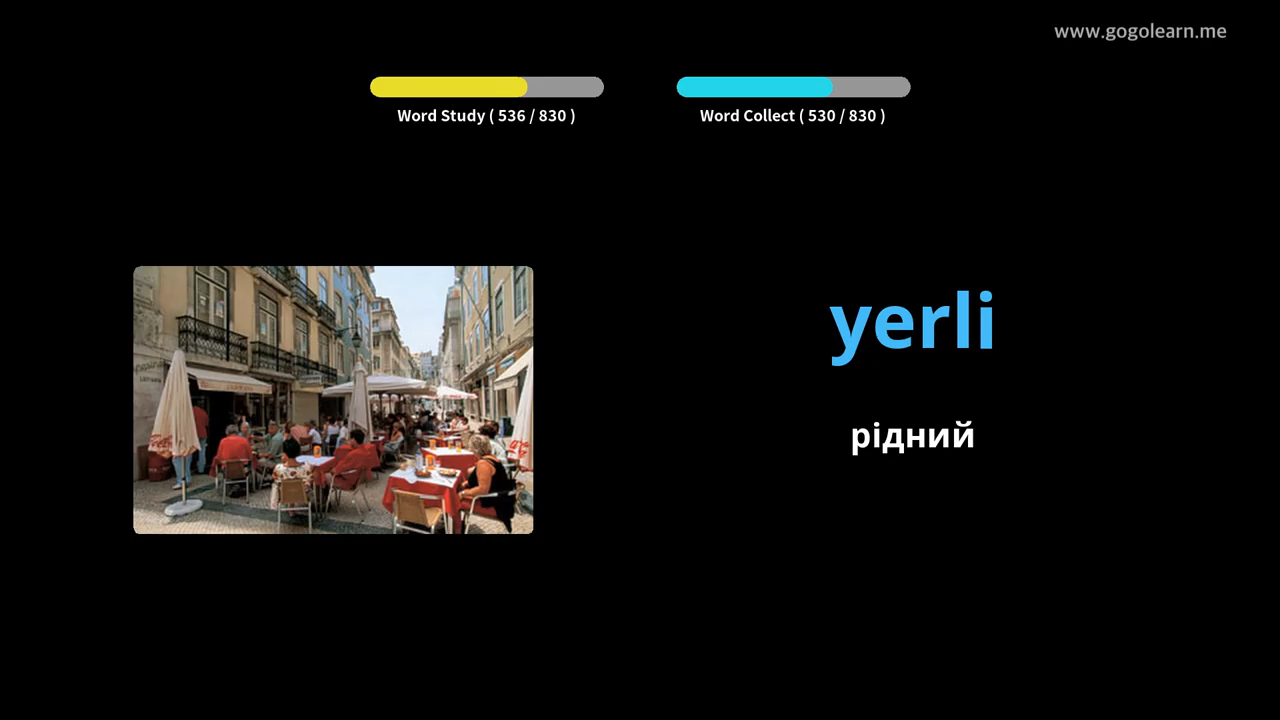 www.gogolearn.me
Word Study ( 536 / 830 )
Word Collect ( 530 / 830 )
yerli
рідний